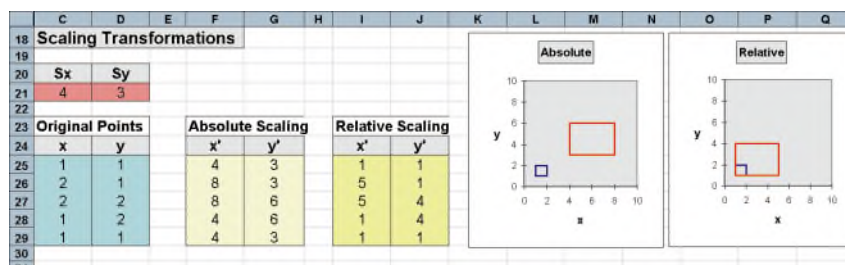 C D E F G H I J K L M N O P Q
18 Scaling Transformations
19
20 Sx Sy
21 4 3
22
23 Original Points Absolute Scaling Relative Scaling
24 x y x' y' x' y'
25 1 1 4 3 1 1
26 2 1 8 3 5 1
27 2 2 8 6 5 4
28 1 2 4 6 1 4
29 1 1 4 3 1 1
30
Absolute
10
8
6
y
4
2
0
0 2 4 6 8 10
x
Relative
10
8
6
y
4
2
0
0 2 4 6 8 10
x